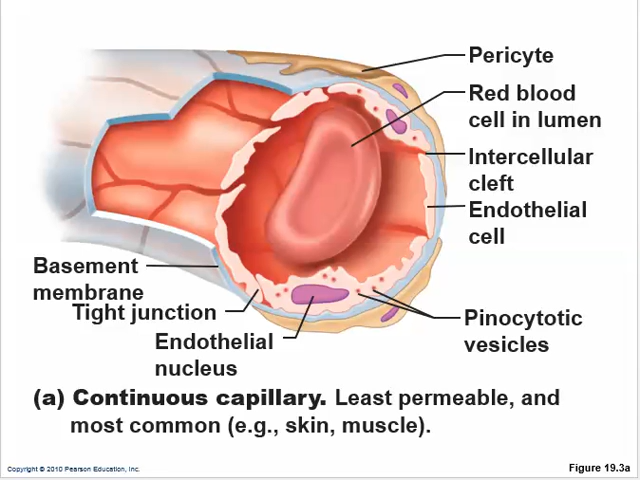 Pericyte
Red blood
cell in lumen
Intercellular
cleft
Endothelial
cell
Basement
membrane
Tight junction
Endothelial
nucleus
Pinocytotic
vesicles
(a) Continuous capillary. Least permeable, and
most common (e.g., skin, muscle).
Copyright © 2010 Pearson Education, Inc.
Figure 19.3a